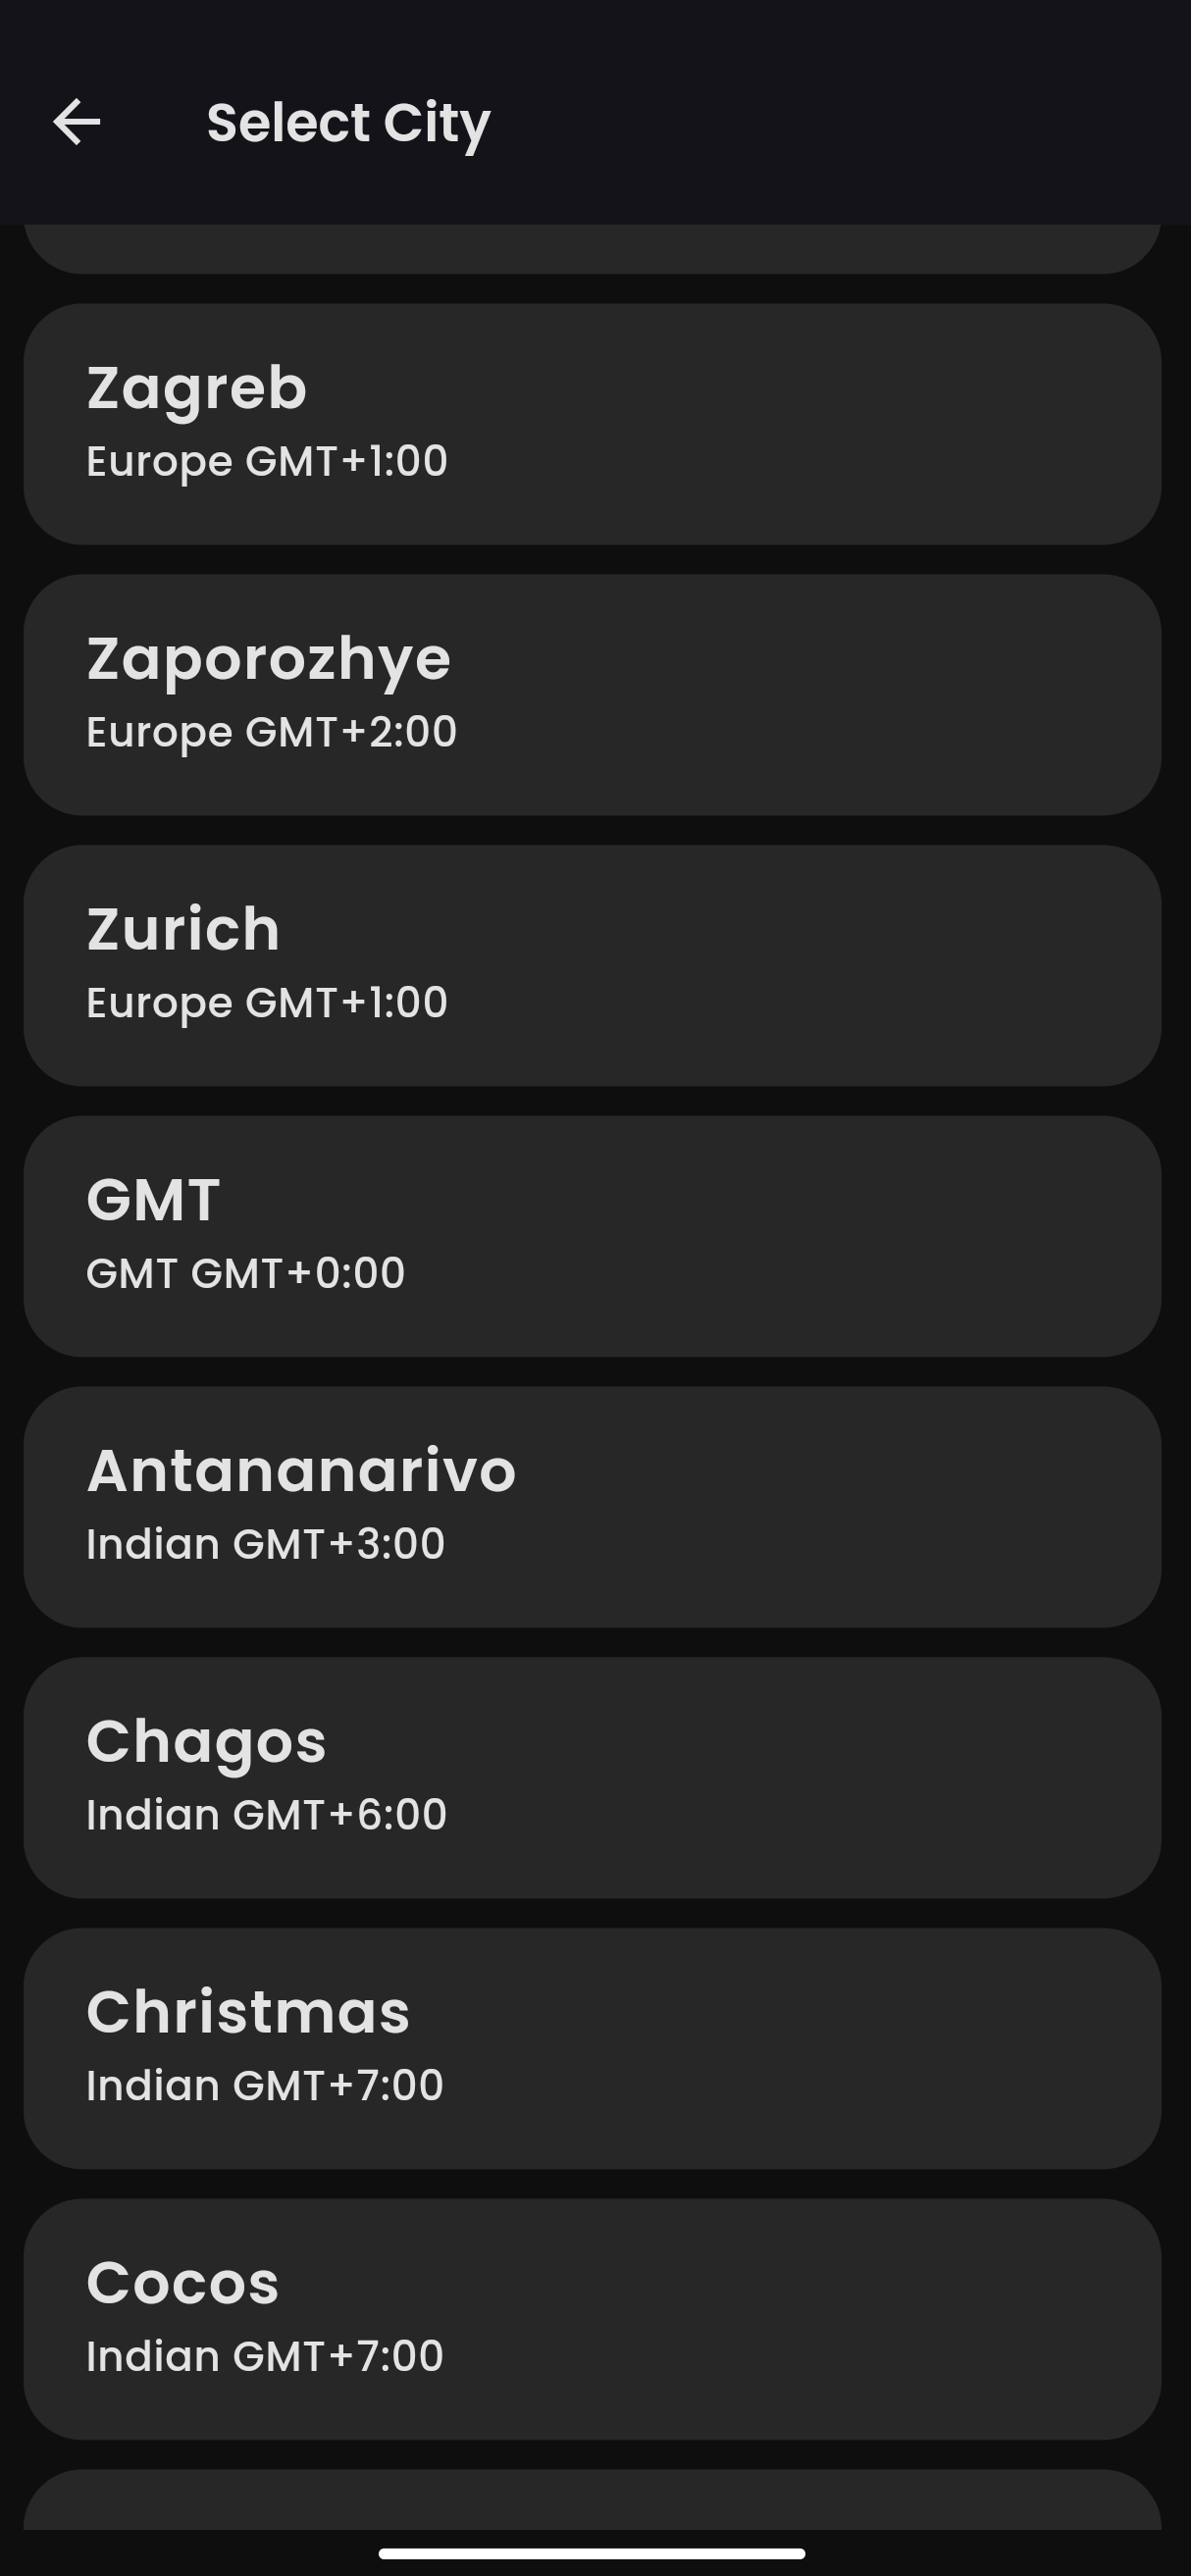 Select City
Zagreb
Europe GMT+1:00
Zaporozhye
Europe GMT+2:00
Zurich
Europe GMT+1:00
GMT
GMT GMT+0:00
Antananarivo
Indian GMT+3:00
Chagos
Indian GMT+6:00
Christmas
Indian GMT+7:00
Cocos
Indian GMT+7:00